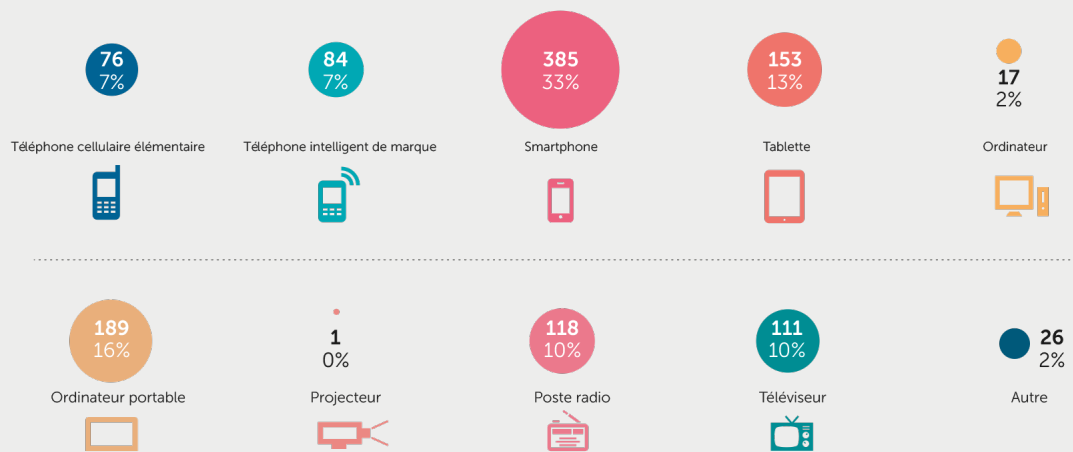 76
7%
Téléphone cellulaire élémentaire
84
7%
Téléphone intelligent de marque
385
33%
Smartphone
153
13%
Tablette
17
2%
Ordinateur
189
16%
Ordinateur portable
1
0%
Projecteur
118
10%
Poste radio
111
10%
Téléviseur
26
2%
Autre